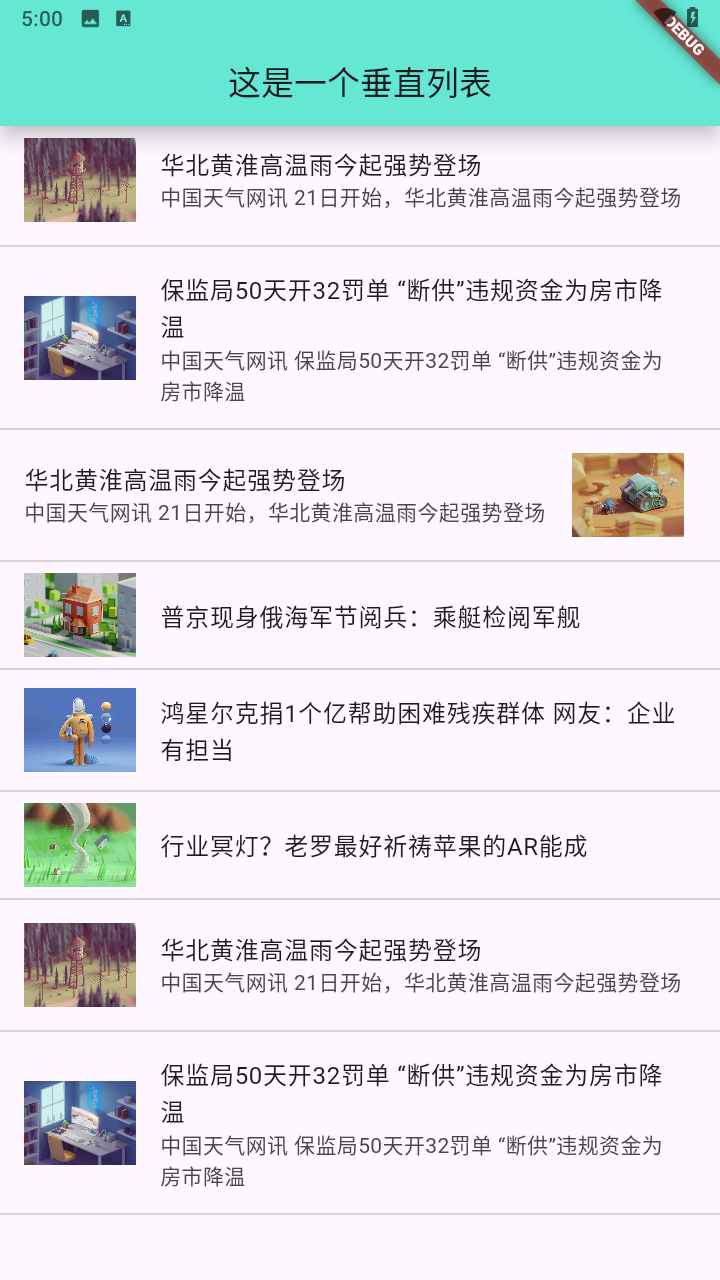 5:00
DEBUG
这是一个垂直列表
华北黄淮高温雨今起强势登场
中国天气网讯 21日开始，华北黄淮高温雨今起强势登场
保监局50天开32罚单 “断供”违规资金为房市降
温
中国天气网讯 保监局50天开32罚单 “断供”违规资金为
房市降温
华北黄淮高温雨今起强势登场
中国天气网讯 21日开始，华北黄淮高温雨今起强势登场
普京现身俄海军节阅兵：乘艇检阅军舰
鸿星尔克捐1个亿帮助困难残疾群体 网友：企业
有担当
行业冥灯？老罗最好祈祷苹果的AR能成
华北黄淮高温雨今起强势登场
中国天气网讯 21日开始，华北黄淮高温雨今起强势登场
保监局50天开32罚单 “断供”违规资金为房市降
温
中国天气网讯 保监局50天开32罚单 “断供”违规资金为
房市降温